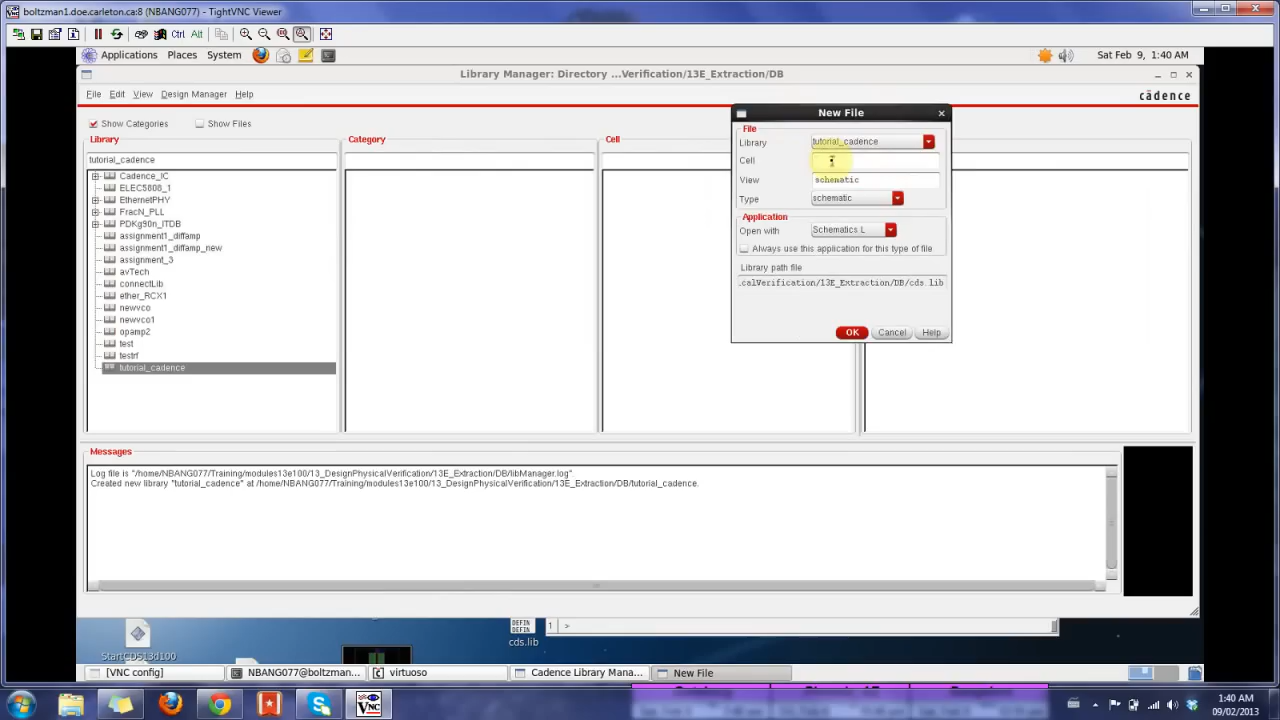 boltzman1.doe.carleton.ca:8 (NBANG077) - TightVNC Viewer
Ctrl Alt
Applications Places System
Sat Feb 9, 1:40 AM
Library Manager: Directory ...Verification/13E_Extraction/DB
File Edit View Design Manager Help
cādence
Show Categories Show Files
Library
Category
Cell
tutorial_cadence
Cadence_IC
ELEC5808_1
EthernetPHY
FracN_PLL
PDKg90n_ITDB
assignment1_diffamp
assignment1_diffamp_new
assignment_3
avTech
connectLib
ether_RCX1
newvco
newvco1
opamp2
test
testrf
tutorial_cadence
New File
File
Library tutorial_cadence
Cell
View schematic
Type schematic
Application
Open with Schematics L
Always use this application for this type of file
Library path file
.calVerification/13E_Extraction/DB/cds.lib
OK Cancel Help
Messages
Log file is "/home/NBANG077/Training/modules13e100/13_DesignPhysicalVerification/13E_Extraction/DB/libManager.log"
Created new library "tutorial_cadence" at /home/NBANG077/Training/modules13e100/13_DesignPhysicalVerification/13E_Extraction/DB/tutorial_cadence.
StartCDS13d100
DEFIN
DEFIN
cds.lib
1 >
[VNC config]
NBANG077@boltzman...
virtuoso
Cadence Library Mana...
New File
1:40 AM
09/02/2013